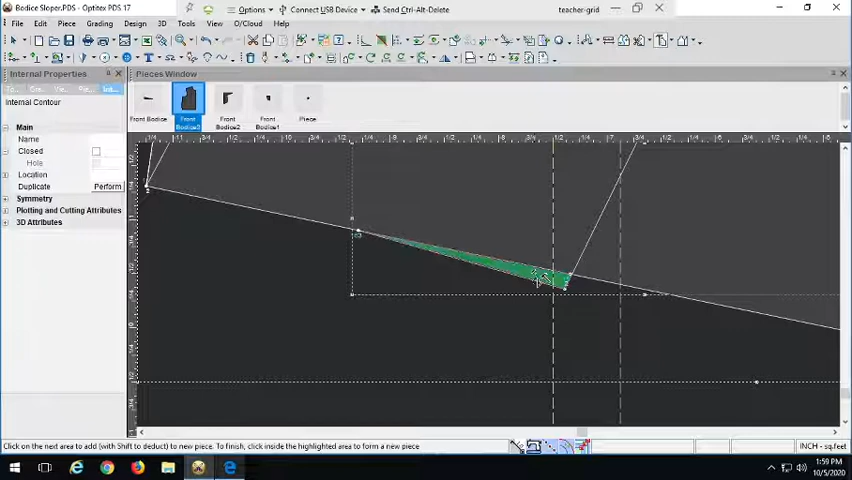 Bodice Sloper.PDS - Optitex PDS 17
Options
Connect USB Device
Send Ctrl-Alt-Delete
teacher-grid
File Edit Piece Grading Design 3D Tools View O/Cloud Help
Internal Properties
Pieces Window
Internal Contour
Main
Name
Closed
Hole
Location
Duplicate Perform
Symmetry
Plotting and Cutting Attributes
3D Attributes
Front Bodice
Front Bodice3
Front Bodice2
Front Bodice1
Piece
Click on the next area to add (with Shift to deduct) to new piece. To finish, click inside the highlighted area to form a new piece
INCH - sq.feet
1:59 PM
10/5/2020